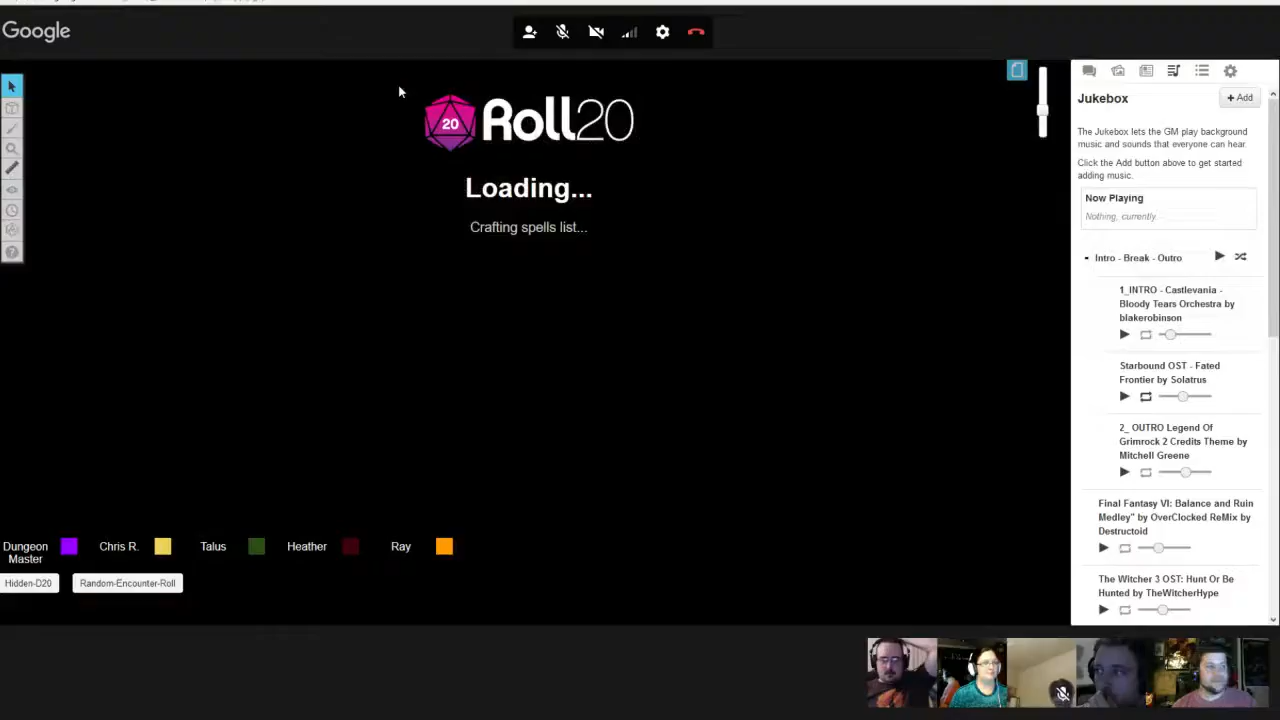 Google
20 Roll20
Loading...
Crafting spells list...
Dungeon Master
Chris R.
Talus
Heather
Ray
Hidden-D20
Random-Encounter-Roll
Jukebox
+ Add
The Jukebox lets the GM play background
music and sounds that everyone can hear.
Click the Add button above to get started
adding music.
Now Playing
Nothing, currently.
Intro - Break - Outro
1_INTRO - Castlevania -
Bloody Tears Orchestra by
blakerobinson
Starbound OST - Fated
Frontier by Solatrus
2_ OUTRO Legend Of
Grimrock 2 Credits Theme by
Mitchell Greene
Final Fantasy VI: Balance and Ruin
Medley" by OverClocked ReMix by
Destructoid
The Witcher 3 OST: Hunt Or Be
Hunted by TheWitcherHype